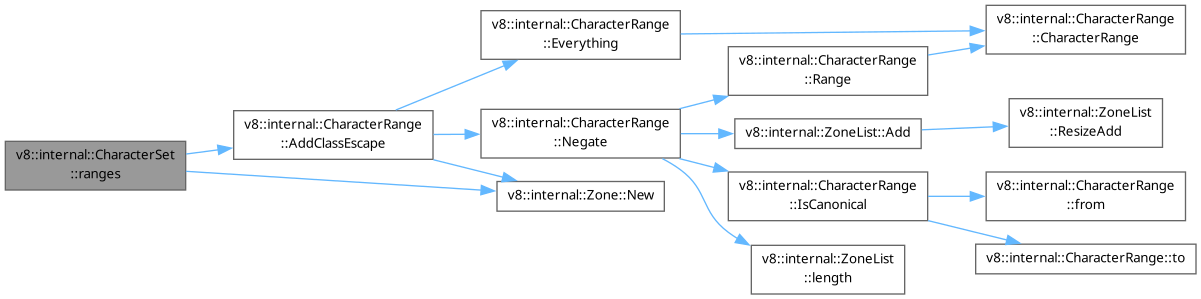 v8::internal::CharacterSet
::ranges
v8::internal::CharacterRange
::AddClassEscape
v8::internal::CharacterRange
::Everything
v8::internal::CharacterRange
::Negate
v8::internal::Zone::New
v8::internal::CharacterRange
::Range
v8::internal::ZoneList::Add
v8::internal::CharacterRange
::IsCanonical
v8::internal::ZoneList
::length
v8::internal::CharacterRange
::CharacterRange
v8::internal::ZoneList
::ResizeAdd
v8::internal::CharacterRange
::from
v8::internal::CharacterRange::to